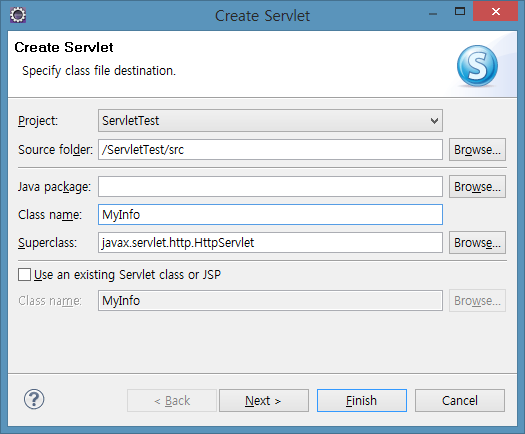 Create Servlet
Create Servlet
Specify class file destination.
S
Project: ServletTest
Source folder: /ServletTest/src Browse...
Java package: Browse...
Class name: MyInfo
Superclass: javax.servlet.http.HttpServlet Browse...
Use an existing Servlet class or JSP
Class name: MyInfo Browse...
? < Back Next > Finish Cancel